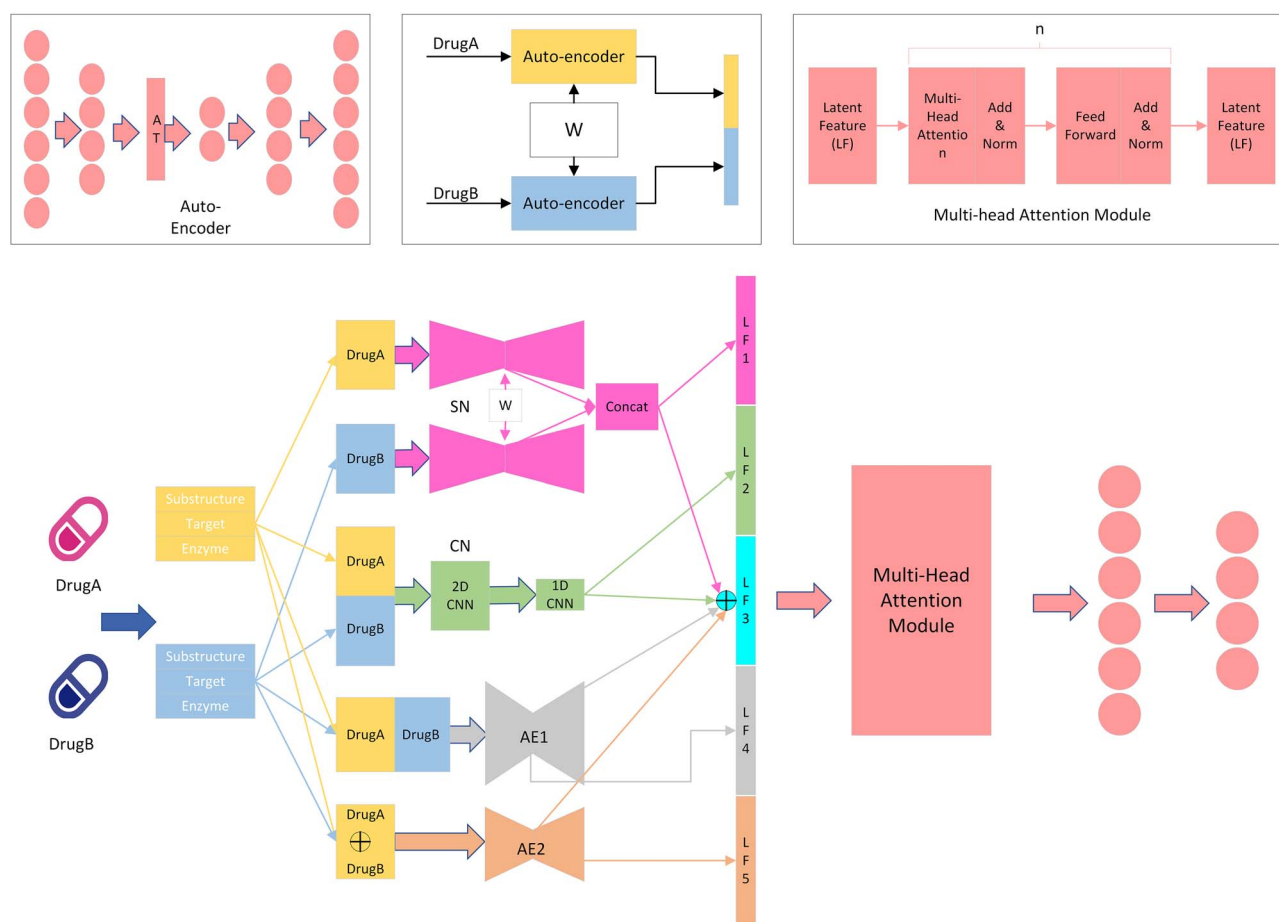 A
T
Auto-
Encoder
DrugA
Auto-encoder
W
DrugB
Auto-encoder
n
Latent
Feature
(LF)
Multi-
Head
Attentio
n
Add
&
Norm
Feed
Forward
Add
&
Norm
Latent
Feature
(LF)
Multi-head Attention Module
DrugA
DrugB
Substructure
Target
Enzyme
Substructure
Target
Enzyme
DrugA
SN
W
Concat
DrugB
CN
DrugA
DrugB
2D
CNN
1D
CNN
DrugA
DrugB
AE1
DrugA
DrugB
AE2
L
F
1
L
F
2
L
F
3
L
F
4
L
F
5
Multi-Head
Attention
Module